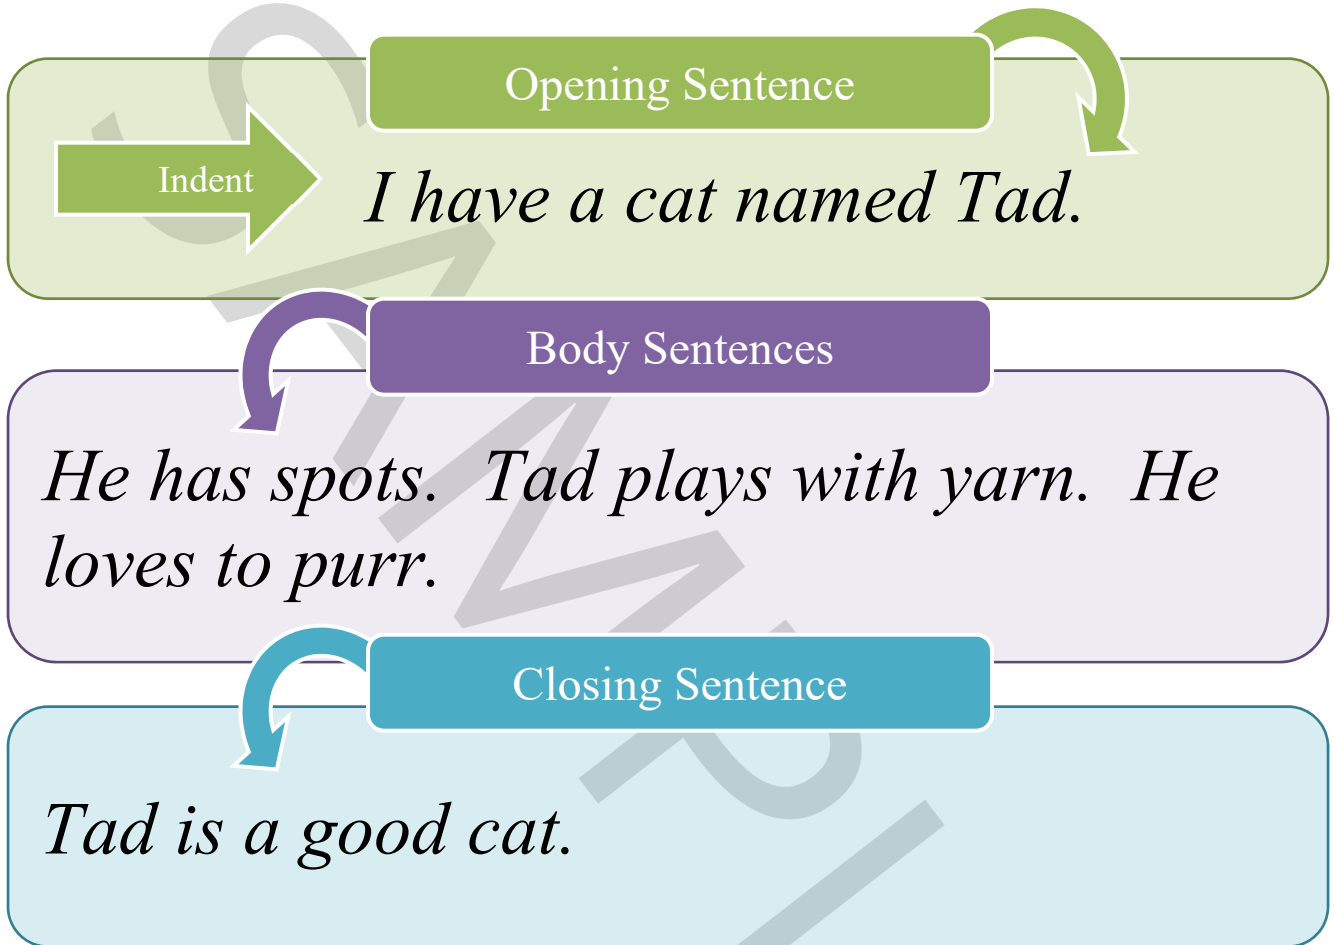 Opening Sentence
Indent
I have a cat named Tad.
Body Sentences
He has spots.  Tad plays with yarn.  He
loves to purr.
Closing Sentence
Tad is a good cat.
SAMPL